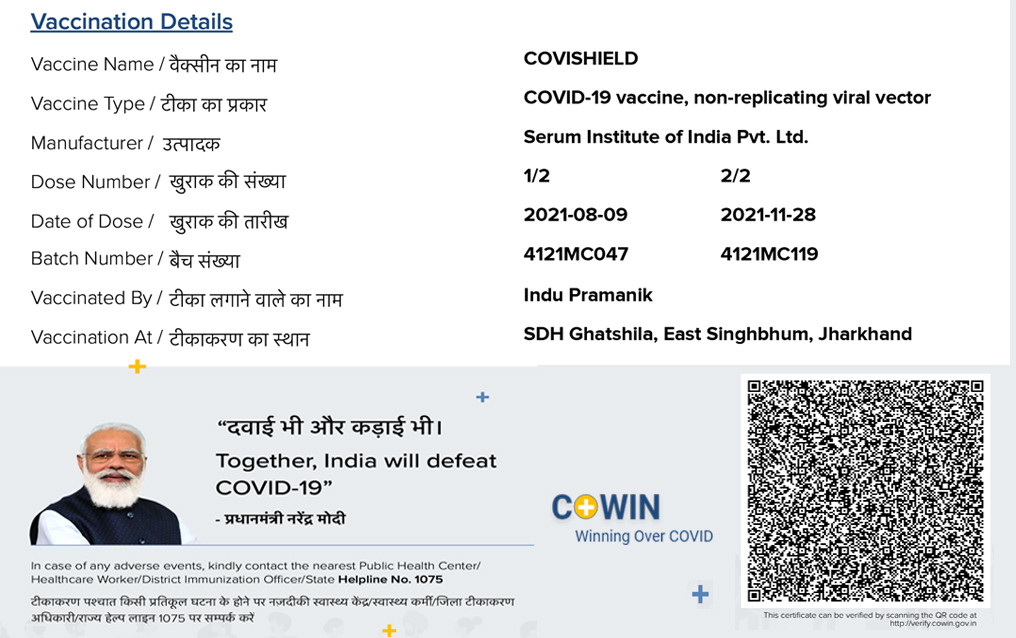 Vaccination Details
Vaccine Name / वैक्सीन का नाम COVISHIELD
Vaccine Type / टीका का प्रकार COVID-19 vaccine, non-replicating viral vector
Manufacturer / उत्पादक Serum Institute of India Pvt. Ltd.
Dose Number / खुराक की संख्या 1/2 2/2
Date of Dose / खुराक की तारीख 2021-08-09 2021-11-28
Batch Number / बैच संख्या 4121MC047 4121MC119
Vaccinated By / टीका लगाने वाले का नाम Indu Pramanik
Vaccination At / टीकाकरण का स्थान SDH Ghatshila, East Singhbhum, Jharkhand
“दवाई भी और कड़ाई भी।
Together, India will defeat
COVID-19”
- प्रधानमंत्री नरेंद्र मोदी
COWIN
Winning Over COVID
In case of any adverse events, kindly contact the nearest Public Health Center/
Healthcare Worker/District Immunization Officer/State Helpline No. 1075
टीकाकरण पश्चात किसी प्रतिकूल घटना के होने पर नज़दीकी स्वास्थ्य केंद्र/स्वास्थ्य कर्मी/जिला टीकाकरण
अधिकारी/राज्य हेल्प लाइन 1075 पर सम्पर्क करें
This certificate can be verified by scanning the QR code at
http://verify.cowin.gov.in